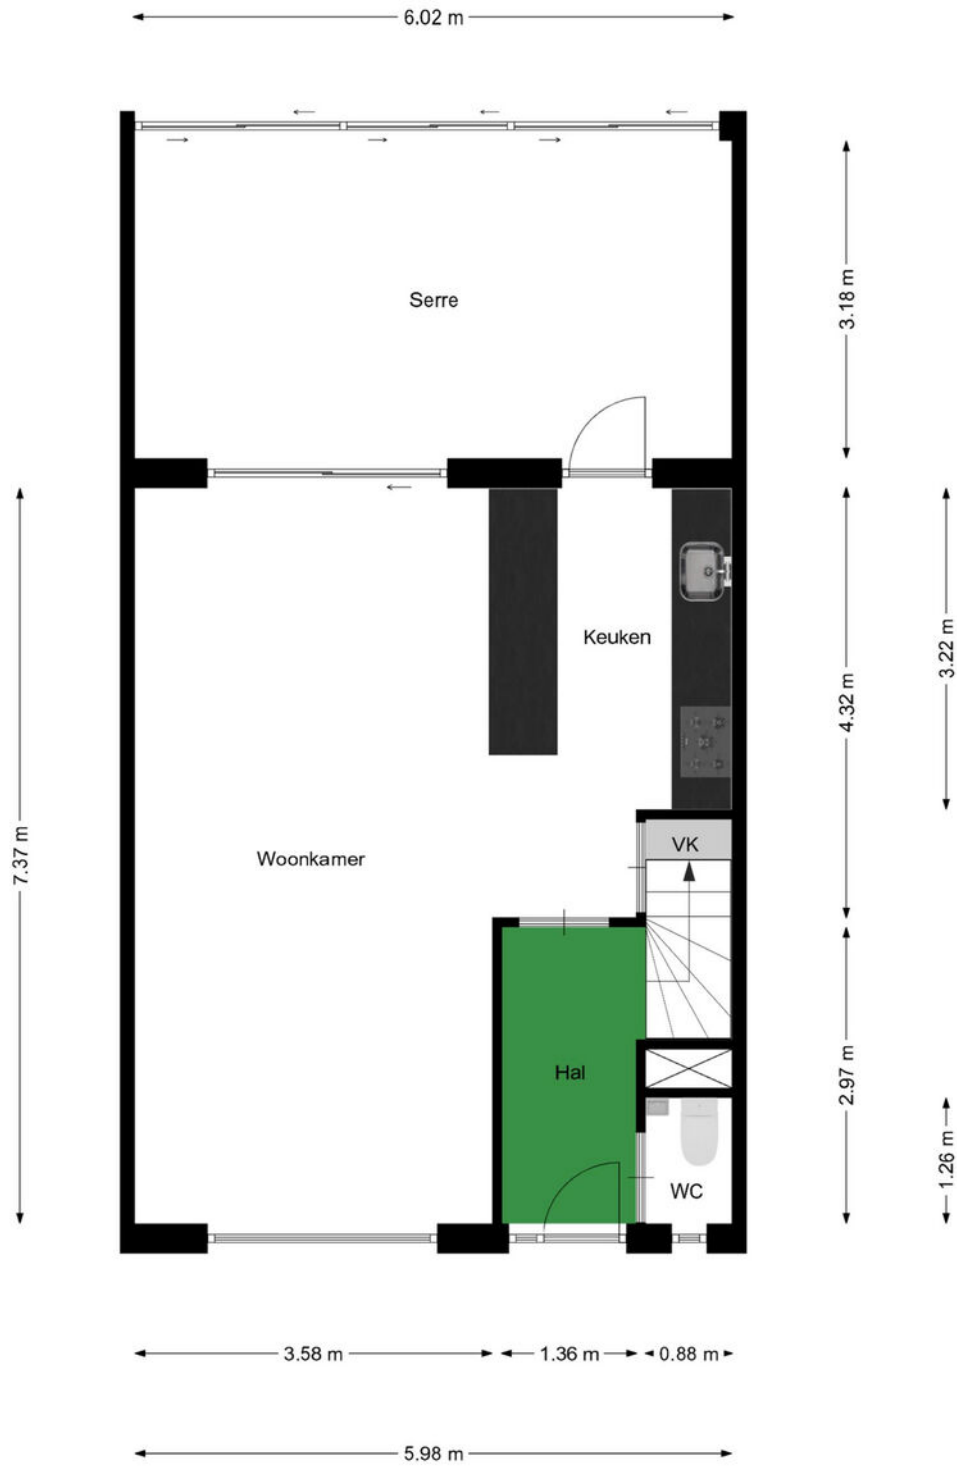 6.02 m
Serre
3.18 m
Keuken
3.22 m
4.32 m
VK
Woonkamer
7.37 m
Hal
2.97 m
1.26 m
WC
3.58 m
1.36 m
0.88 m
5.98 m